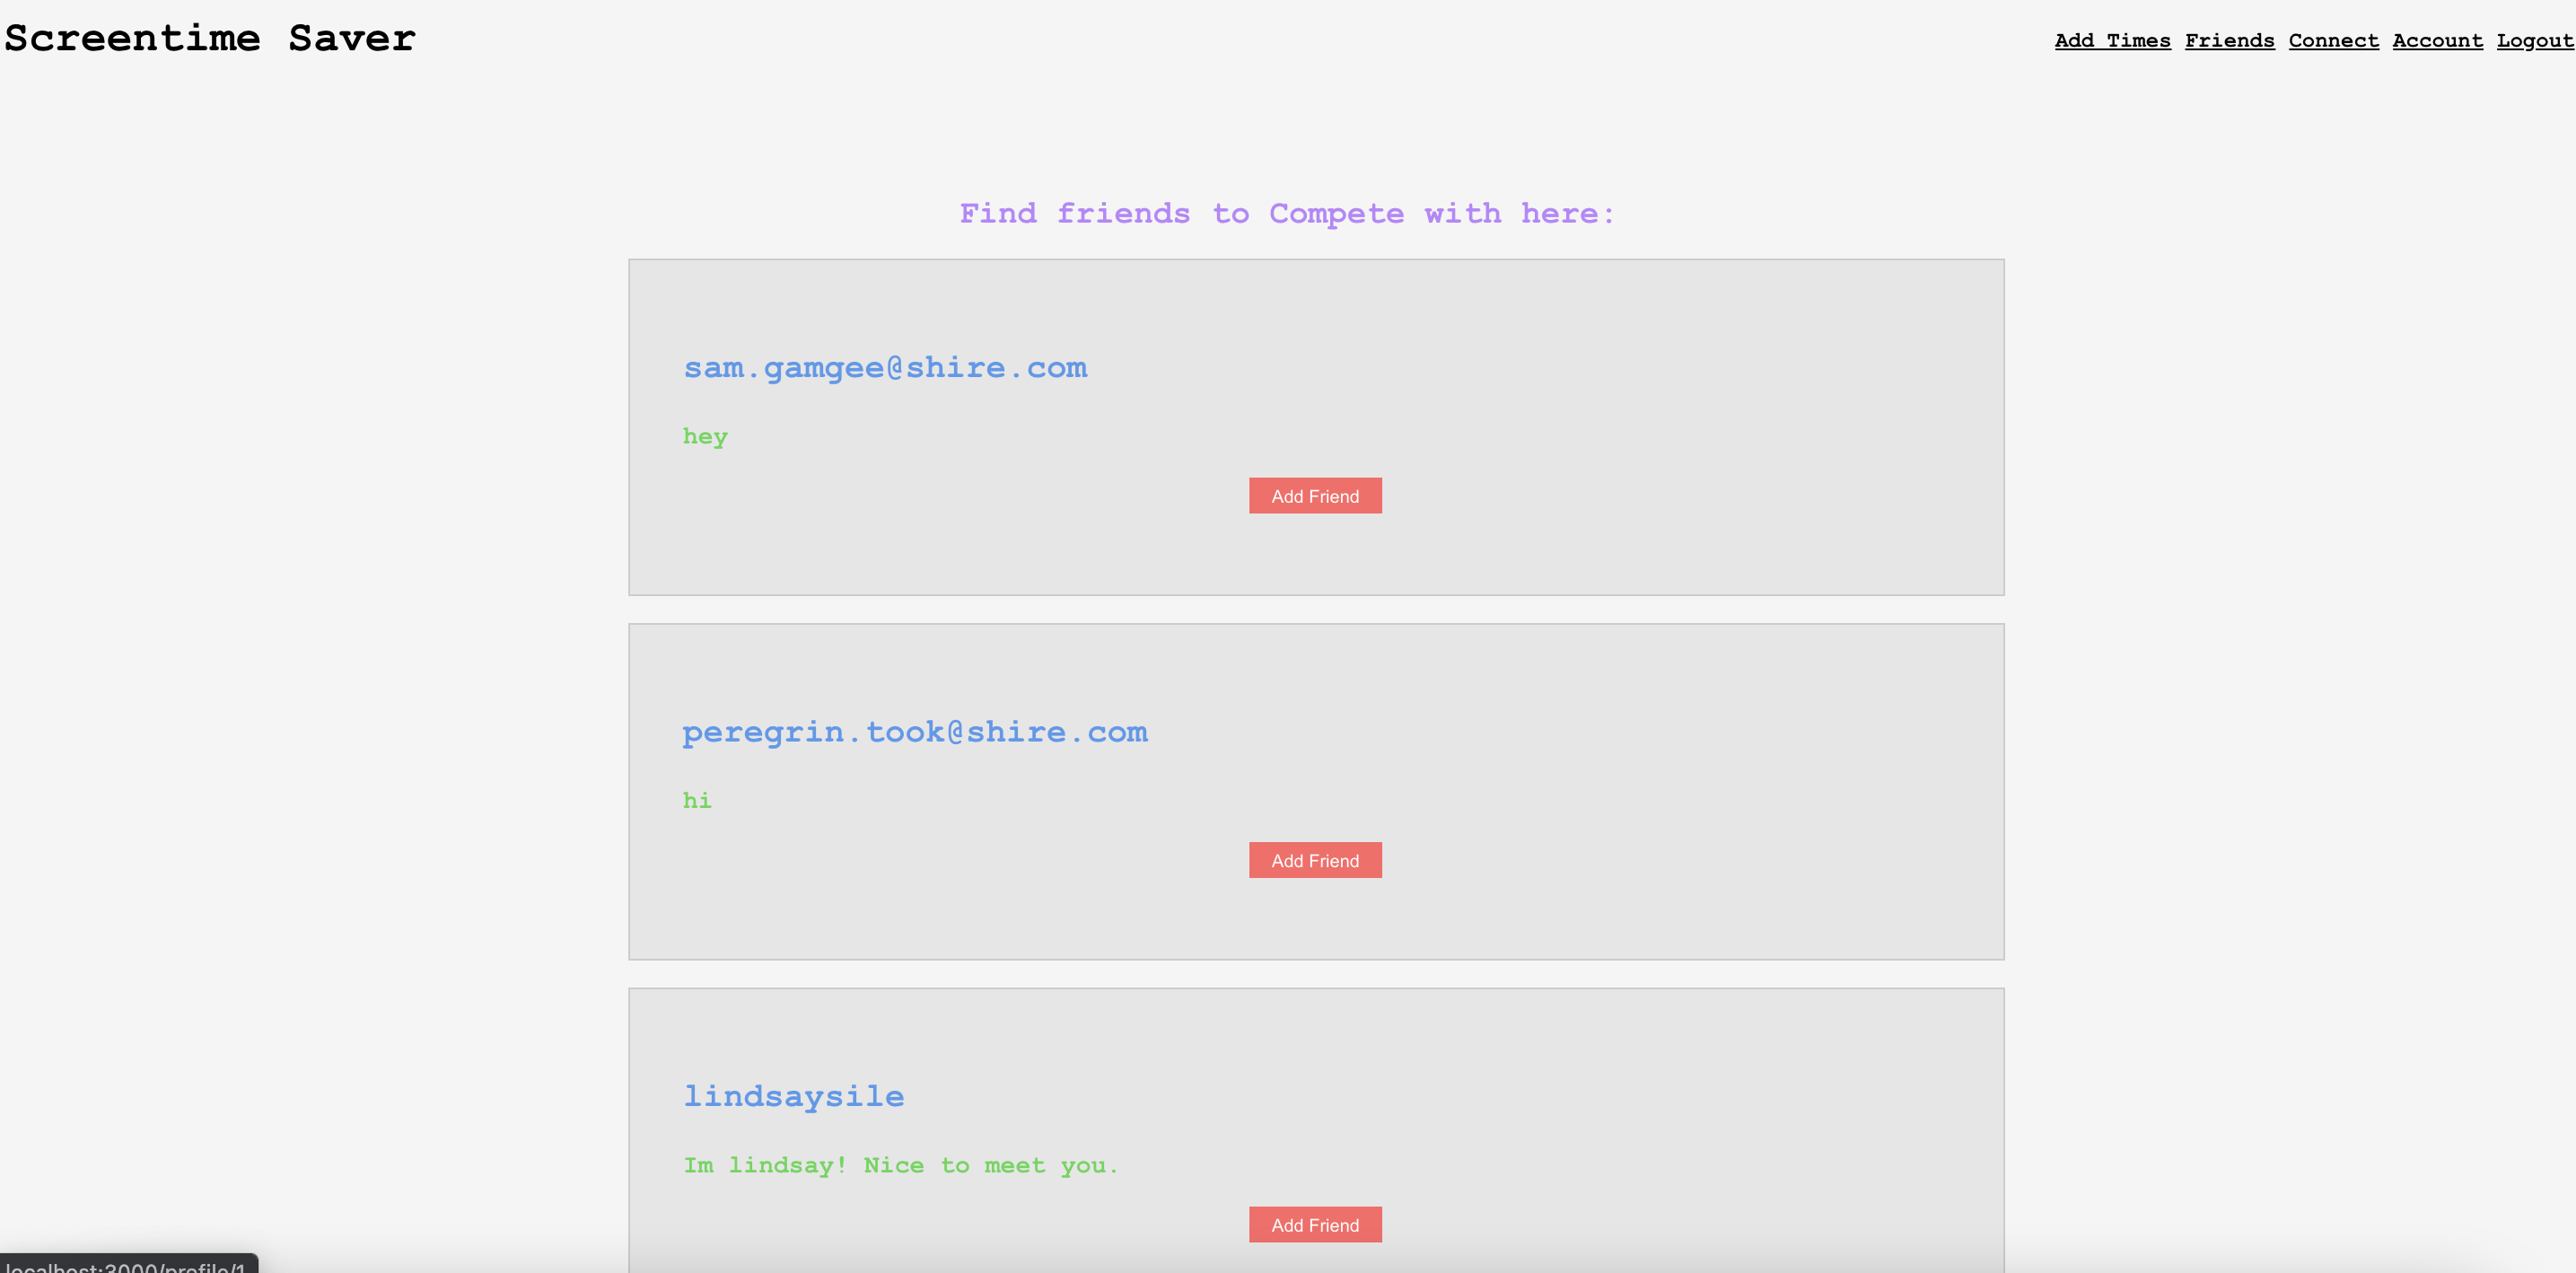 Screentime Saver
Add Times Friends Connect Account Logout
Find friends to Compete with here:
sam.gamgee@shire.com
hey
Add Friend
peregrin.took@shire.com
hi
Add Friend
lindsaysile
Im lindsay! Nice to meet you.
Add Friend
localhost:3000/profile/1